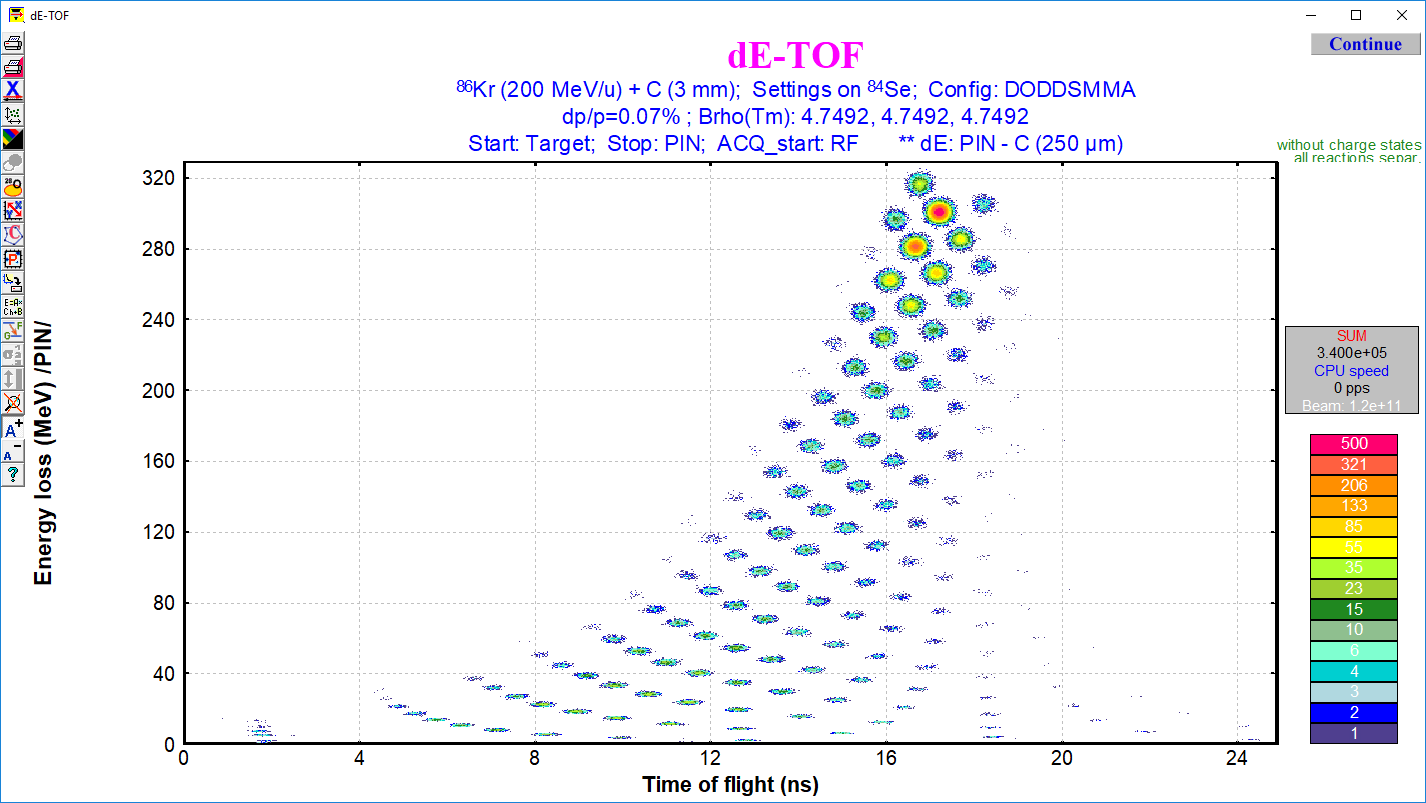 dE-TOF
Continue
dE-TOF
⁸⁶Kr (200 MeV/u) + C (3 mm); Settings on ⁸⁴Se; Config: DODDSMMA
dp/p=0.07% ; Brho(Tm): 4.7492, 4.7492, 4.7492
Start: Target; Stop: PIN; ACQ_start: RF ** dE: PIN - C (250 µm)
without charge states
all reactions separ.
320
280
240
200
160
120
80
40
0
Energy loss (MeV) /PIN/
0 4 8 12 16 20 24
Time of flight (ns)
SUM
3.400e+05
CPU speed
0 pps
Beam: 1.2e+11
500
321
206
133
85
55
35
23
15
10
6
4
3
2
1
X
C
P
E=A×
Ch+B
G F
A+
A-
?